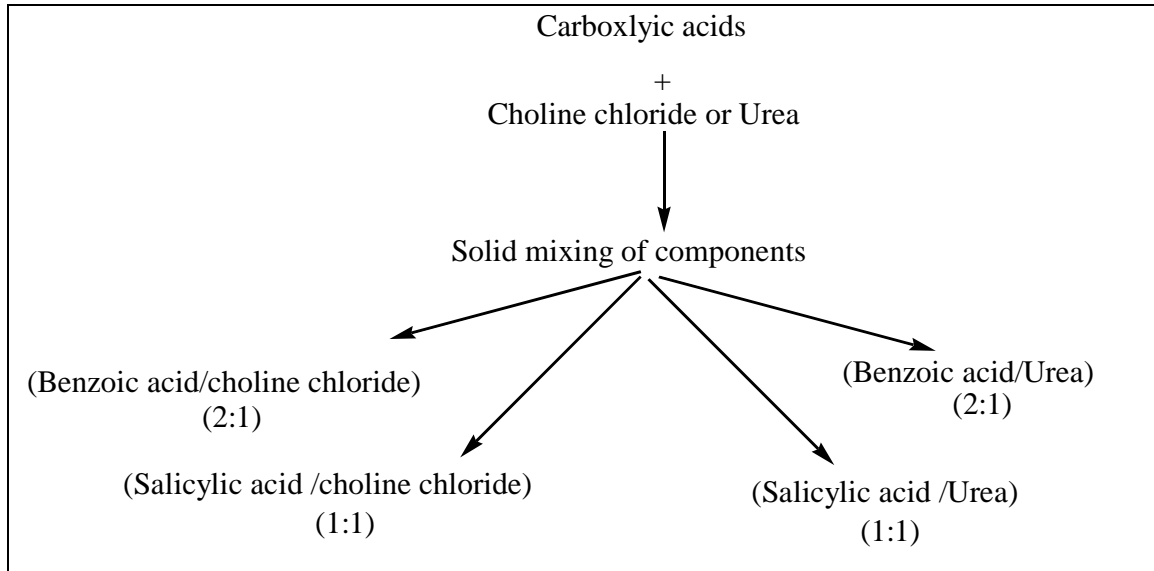 Carboxlyic acids
+
Choline chloride or Urea
Solid mixing of components
(Benzoic acid/choline chloride)
(2:1)
(Benzoic acid/Urea)
(2:1)
(Salicylic acid /choline chloride)
(1:1)
(Salicylic acid /Urea)
(1:1)